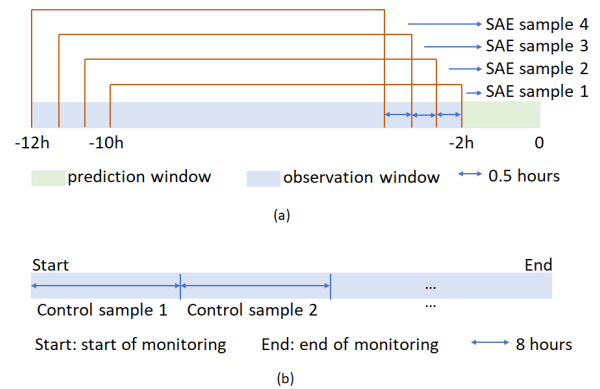 SAE sample 4
SAE sample 3
SAE sample 2
SAE sample 1
-12h -10h -2h 0
prediction window observation window 0.5 hours
(a)
Start End
...
Control sample 1 Control sample 2 ...
Start: start of monitoring End: end of monitoring 8 hours
(b)